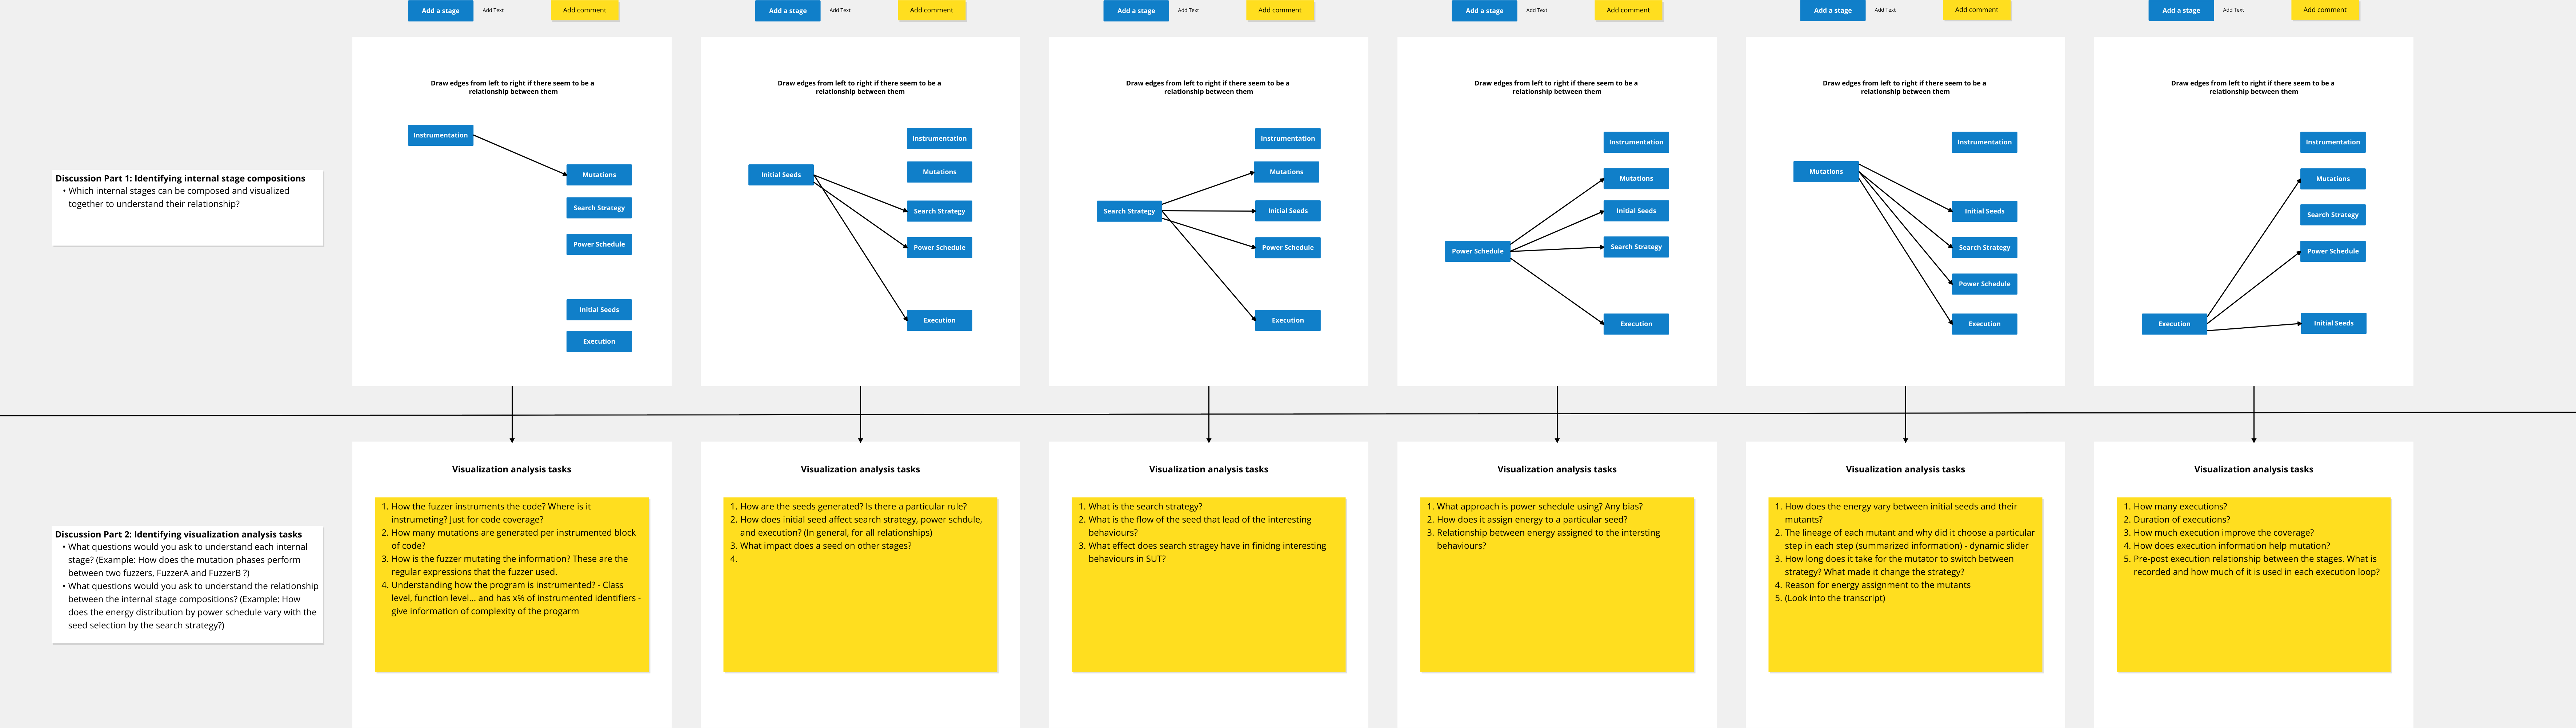 Add a stage
Add Text
Add comment
Add a stage
Add Text
Add comment
Add a stage
Add Text
Add comment
Add a stage
Add Text
Add comment
Add a stage
Add Text
Add comment
Add a stage
Add Text
Add comment
Discussion Part 1: Identifying internal stage compositions
• Which internal stages can be composed and visualized
together to understand their relationship?
Draw edges from left to right if there seem to be a
relationship between them
Instrumentation
Mutations
Search Strategy
Power Schedule
Initial Seeds
Execution
Draw edges from left to right if there seem to be a
relationship between them
Initial Seeds
Instrumentation
Mutations
Search Strategy
Power Schedule
Execution
Draw edges from left to right if there seem to be a
relationship between them
Search Strategy
Instrumentation
Mutations
Initial Seeds
Power Schedule
Execution
Draw edges from left to right if there seem to be a
relationship between them
Power Schedule
Instrumentation
Mutations
Initial Seeds
Search Strategy
Execution
Draw edges from left to right if there seem to be a
relationship between them
Mutations
Instrumentation
Initial Seeds
Search Strategy
Power Schedule
Execution
Draw edges from left to right if there seem to be a
relationship between them
Execution
Instrumentation
Mutations
Search Strategy
Power Schedule
Initial Seeds
Discussion Part 2: Identifying visualization analysis tasks
• What questions would you ask to understand each internal
stage? (Example: How does the mutation phases perform
between two fuzzers, FuzzerA and FuzzerB ?)
• What questions would you ask to understand the relationship
between the internal stage compositions? (Example: How
does the energy distribution by power schedule vary with the
seed selection by the search strategy?)
Visualization analysis tasks
1. How the fuzzer instruments the code? Where is it
instrumeting? Just for code coverage?
2. How many mutations are generated per instrumented block
of code?
3. How is the fuzzer mutating the information? These are the
regular expressions that the fuzzer used.
4. Understanding how the program is instrumented? - Class
level, function level... and has x% of instrumented identifiers -
give information of complexity of the progarm
Visualization analysis tasks
1. How are the seeds generated? Is there a particular rule?
2. How does initial seed affect search strategy, power schdule,
and execution? (In general, for all relationships)
3. What impact does a seed on other stages?
4.
Visualization analysis tasks
1. What is the search strategy?
2. What is the flow of the seed that lead of the interesting
behaviours?
3. What effect does search stragey have in finidng interesting
behaviours in SUT?
Visualization analysis tasks
1. What approach is power schedule using? Any bias?
2. How does it assign energy to a particular seed?
3. Relationship between energy assigned to the intersting
behaviours?
Visualization analysis tasks
1. How does the energy vary between initial seeds and their
mutants?
2. The lineage of each mutant and why did it choose a particular
step in each step (summarized information) - dynamic slider
3. How long does it take for the mutator to switch between
strategy? What made it change the strategy?
4. Reason for energy assignment to the mutants
5. (Look into the transcript)
Visualization analysis tasks
1. How many executions?
2. Duration of executions?
3. How much execution improve the coverage?
4. How does execution information help mutation?
5. Pre-post execution relationship between the stages. What is
recorded and how much of it is used in each execution loop?